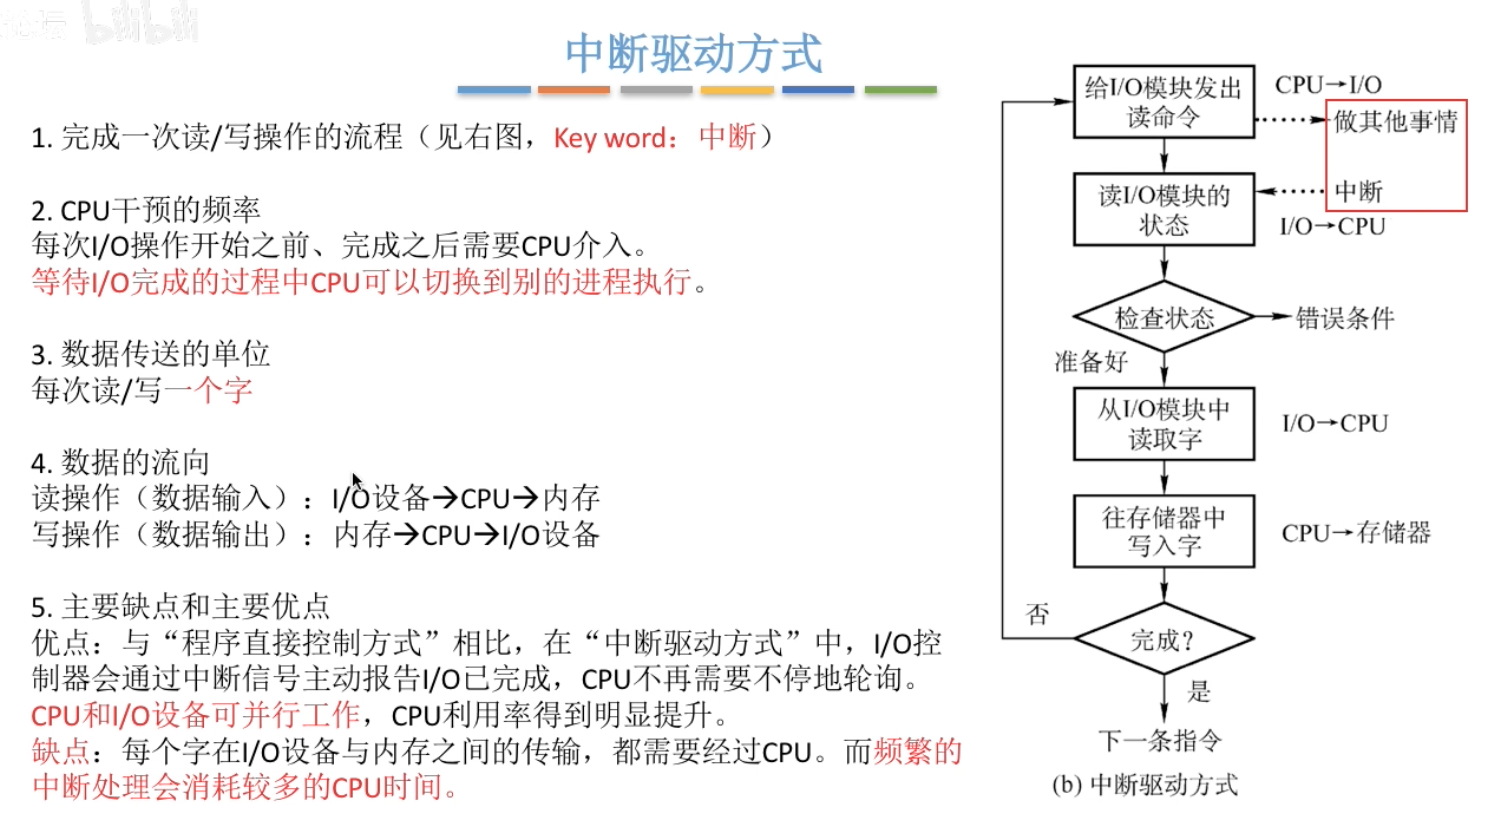 bilibili
中断驱动方式
1. 完成一次读/写操作的流程（见右图，Key word：中断）
2. CPU干预的频率
每次I/O操作开始之前、完成之后需要CPU介入。
等待I/O完成的过程中CPU可以切换到别的进程执行。
3. 数据传送的单位
每次读/写一个字
4. 数据的流向
读操作（数据输入）：I/O设备→CPU→内存
写操作（数据输出）：内存→CPU→I/O设备
5. 主要缺点和主要优点
优点：与“程序直接控制方式”相比，在“中断驱动方式”中，I/O控
制器会通过中断信号主动报告I/O已完成，CPU不再需要不停地轮询。
CPU和I/O设备可并行工作，CPU利用率得到明显提升。
缺点：每个字在I/O设备与内存之间的传输，都需要经过CPU。而频繁的
中断处理会消耗较多的CPU时间。
给I/O模块发出
读命令
CPU→I/O
做其他事情
中断
读I/O模块的
状态
I/O→CPU
检查状态
错误条件
准备好
从I/O模块中
读取字
I/O→CPU
往存储器中
写入字
CPU→存储器
否
完成？
是
下一条指令
(b) 中断驱动方式